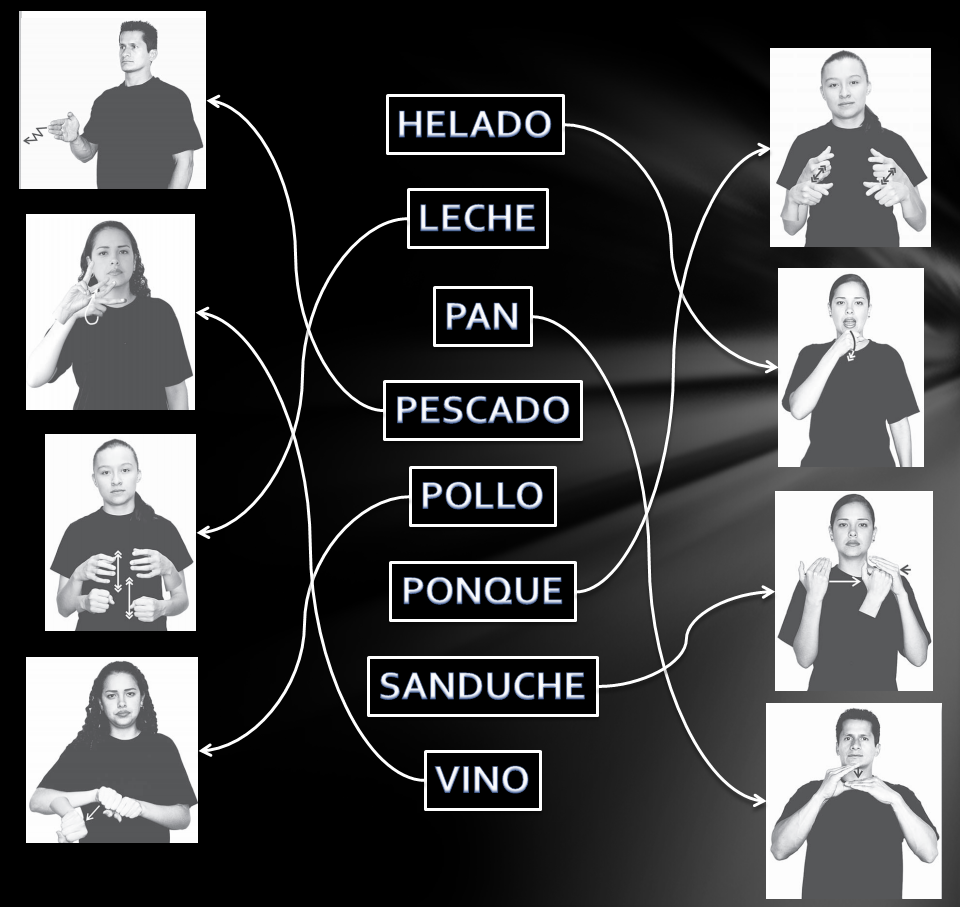 HELADO
LECHE
PAN
PESCADO
POLLO
PONQUE
SANDUCHE
VINO